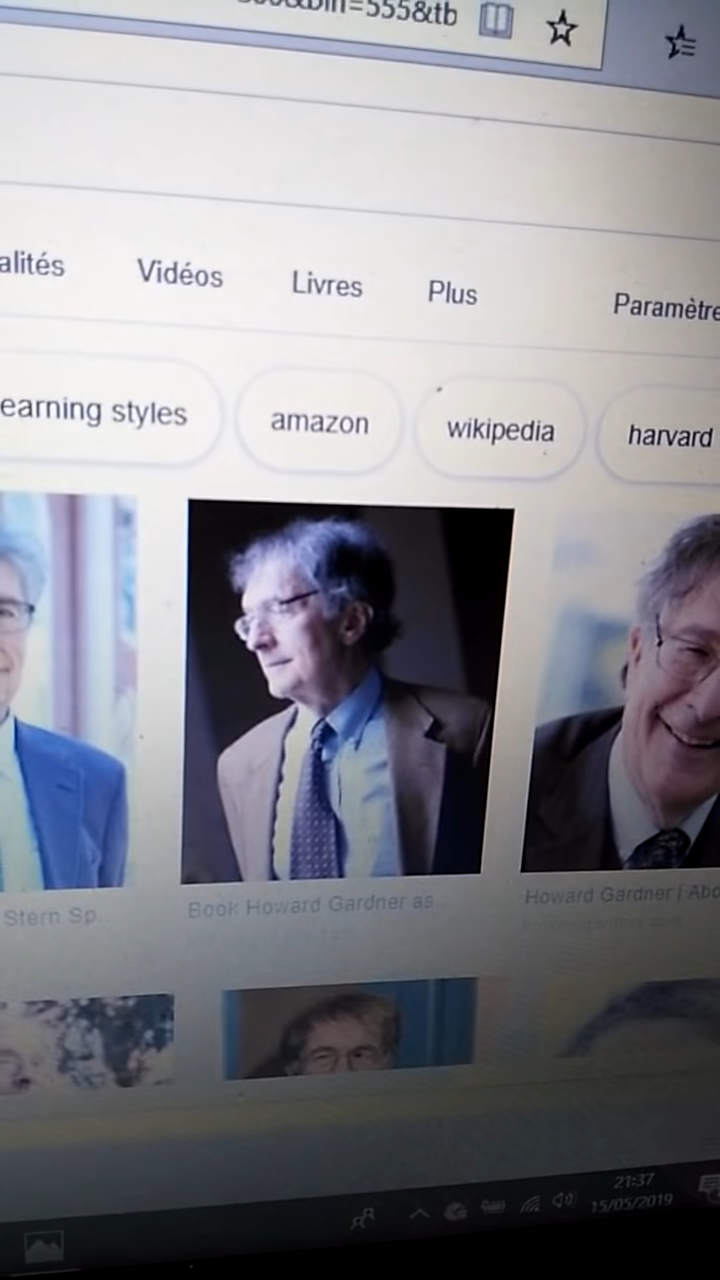 =555&tb
alités Vidéos Livres Plus Paramètre
earning styles amazon wikipedia harvard
Stern Sp...
Book Howard Gardner as...
Howard Gardner | Abo
21:37
15/05/2019